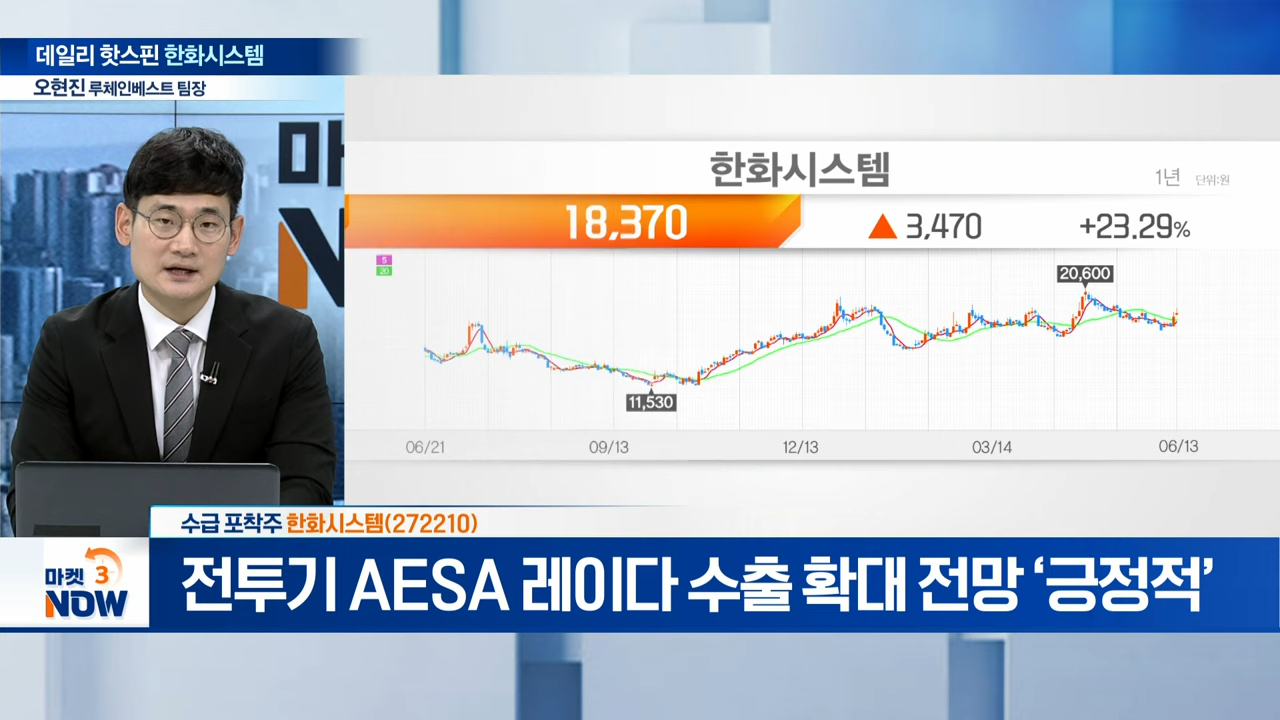 데일리 핫스핀 한화시스템
오현진 루체인베스트 팀장
마
N
한화시스템
1년 단위:원
18,370 ▲ 3,470 +23.29%
5
20
20,600
11,530
06/21 09/13 12/13 03/14 06/13
수급 포착주 한화시스템(272210)
마켓 3
NOW
전투기 AESA 레이다 수출 확대 전망 ‘긍정적’